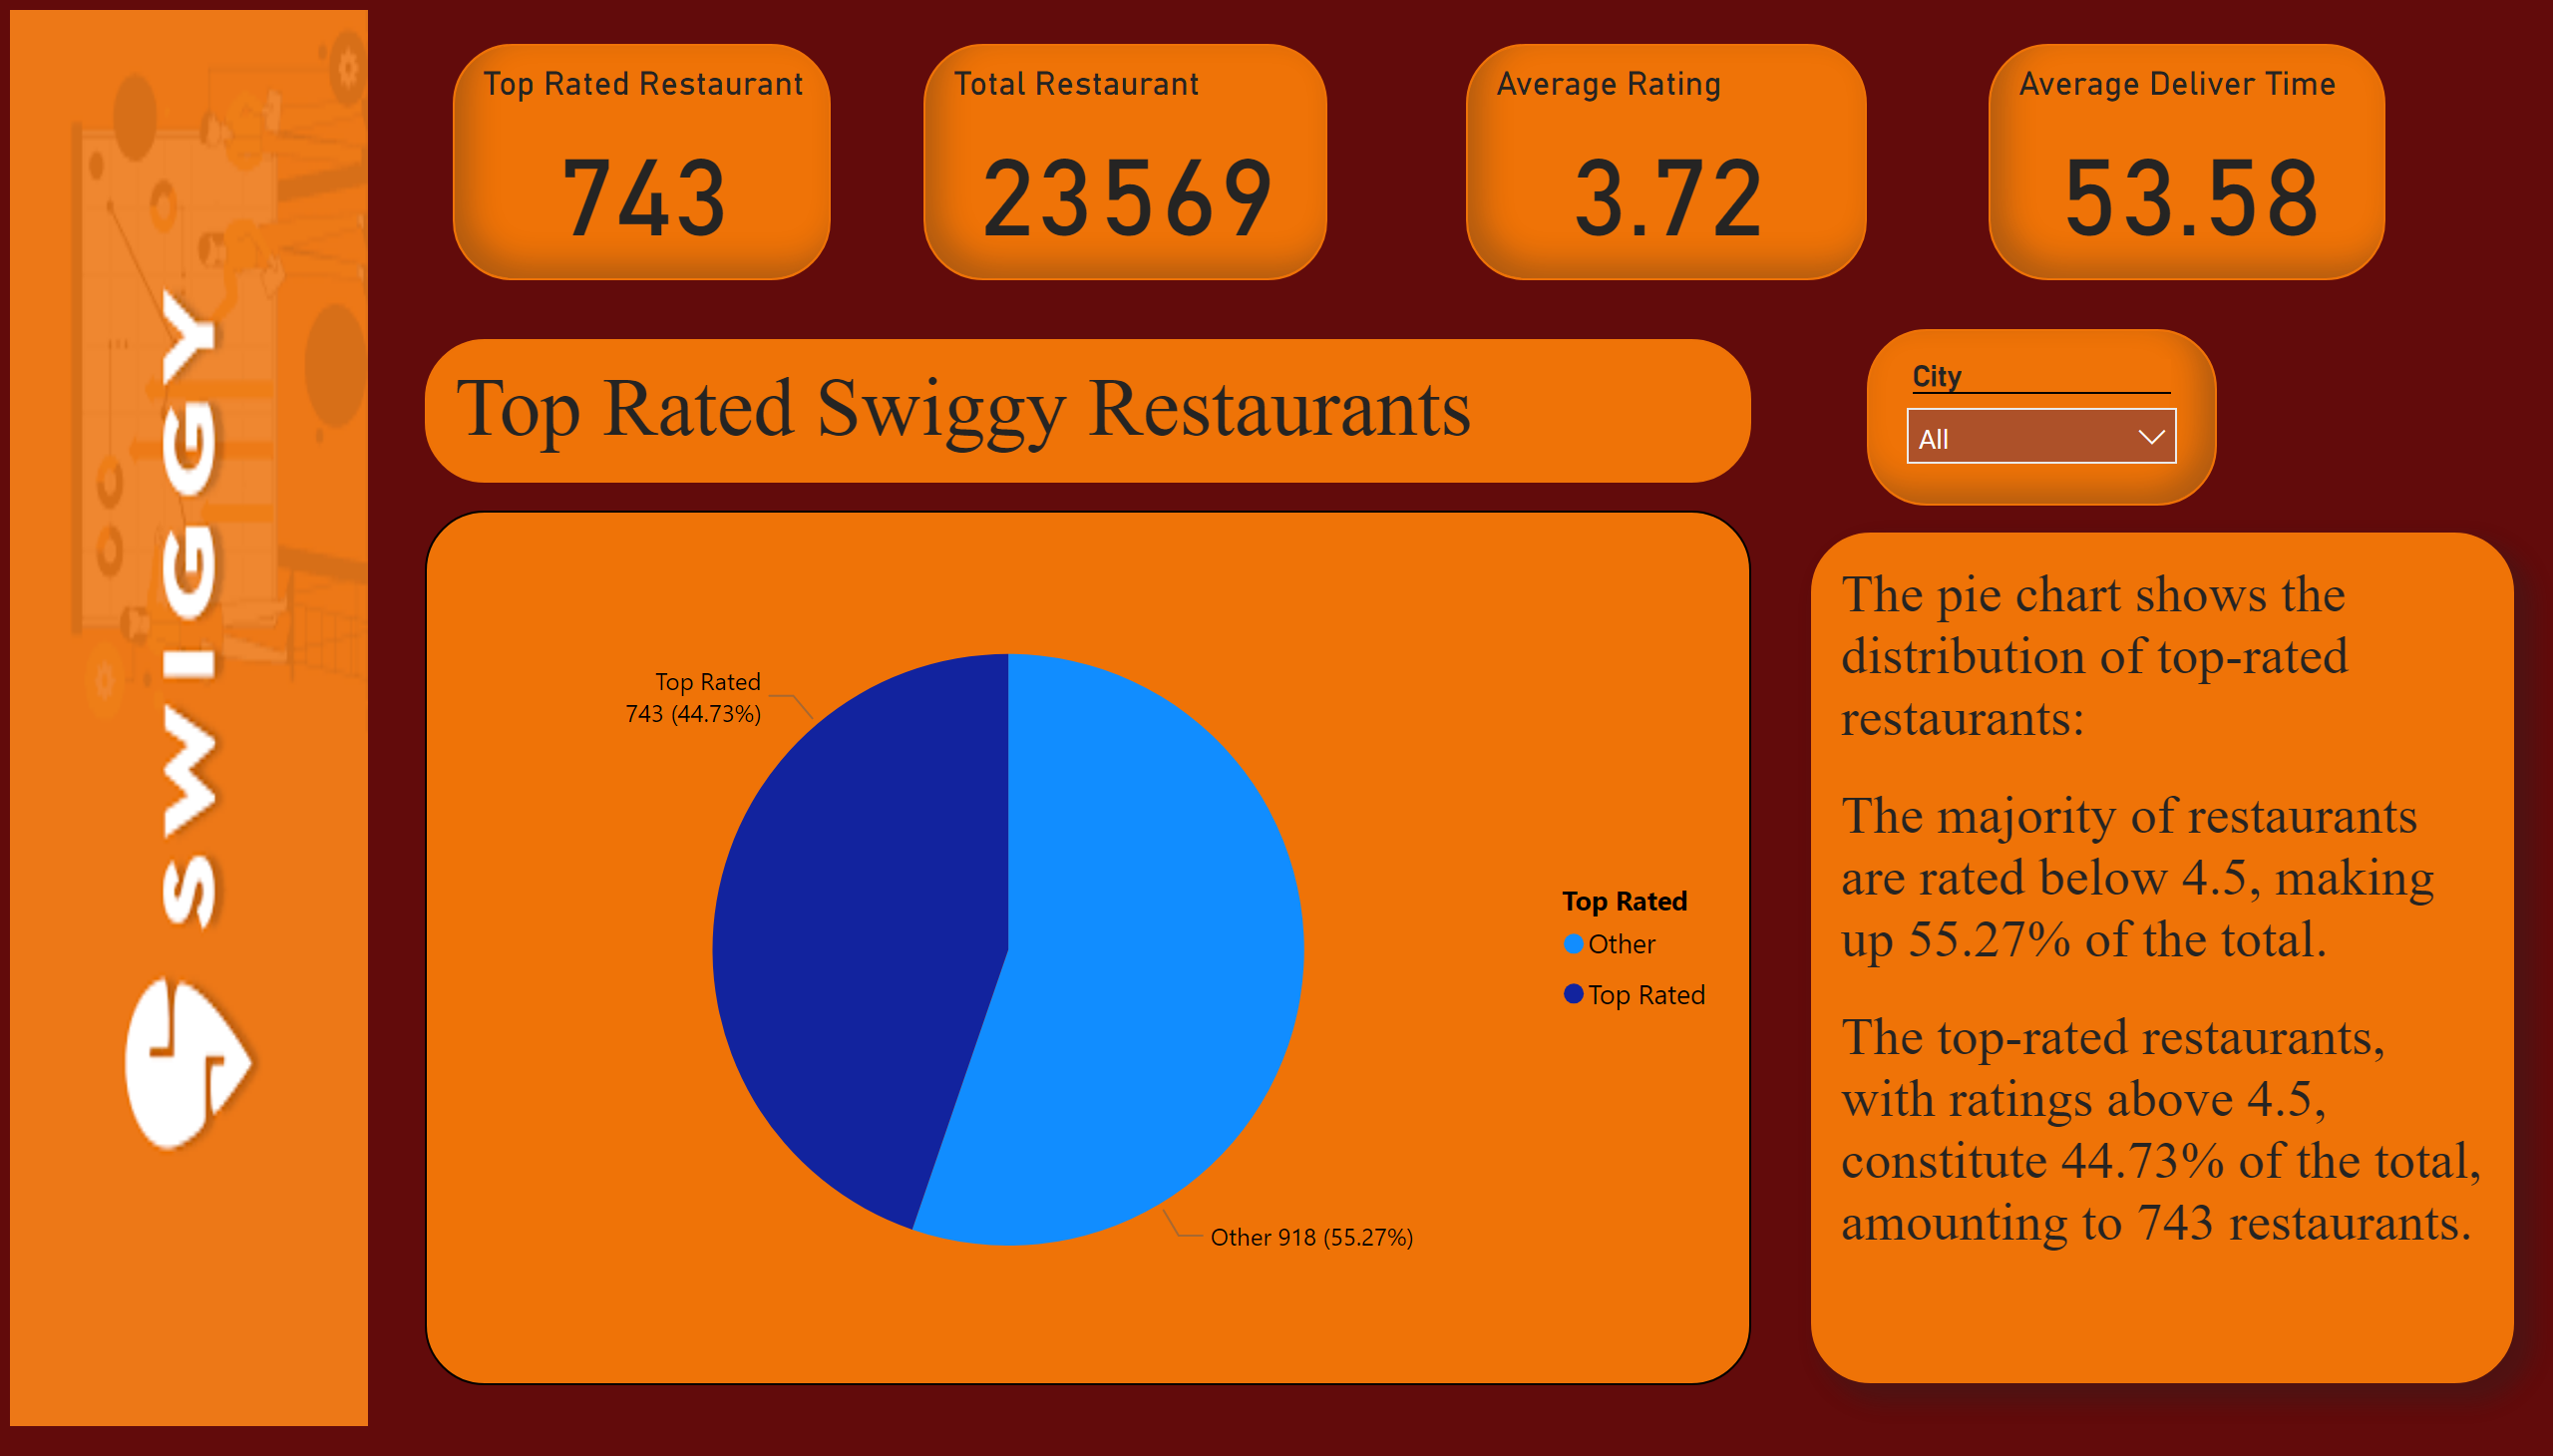 SWIGGY
Top Rated Restaurant
743
Total Restaurant
23569
Average Rating
3.72
Average Deliver Time
53.58
Top Rated Swiggy Restaurants
City
All
Top Rated
743 (44.73%)
Other 918 (55.27%)
Top Rated
Other
Top Rated
The pie chart shows the
distribution of top-rated
restaurants:
The majority of restaurants
are rated below 4.5, making
up 55.27% of the total.
The top-rated restaurants,
with ratings above 4.5,
constitute 44.73% of the total,
amounting to 743 restaurants.